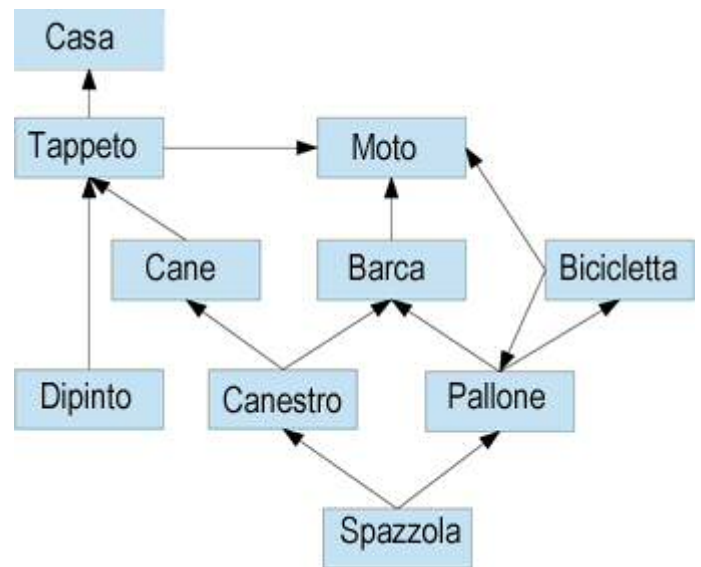 Casa
Tappeto
Moto
Cane
Barca
Bicicletta
Dipinto
Canestro
Pallone
Spazzola